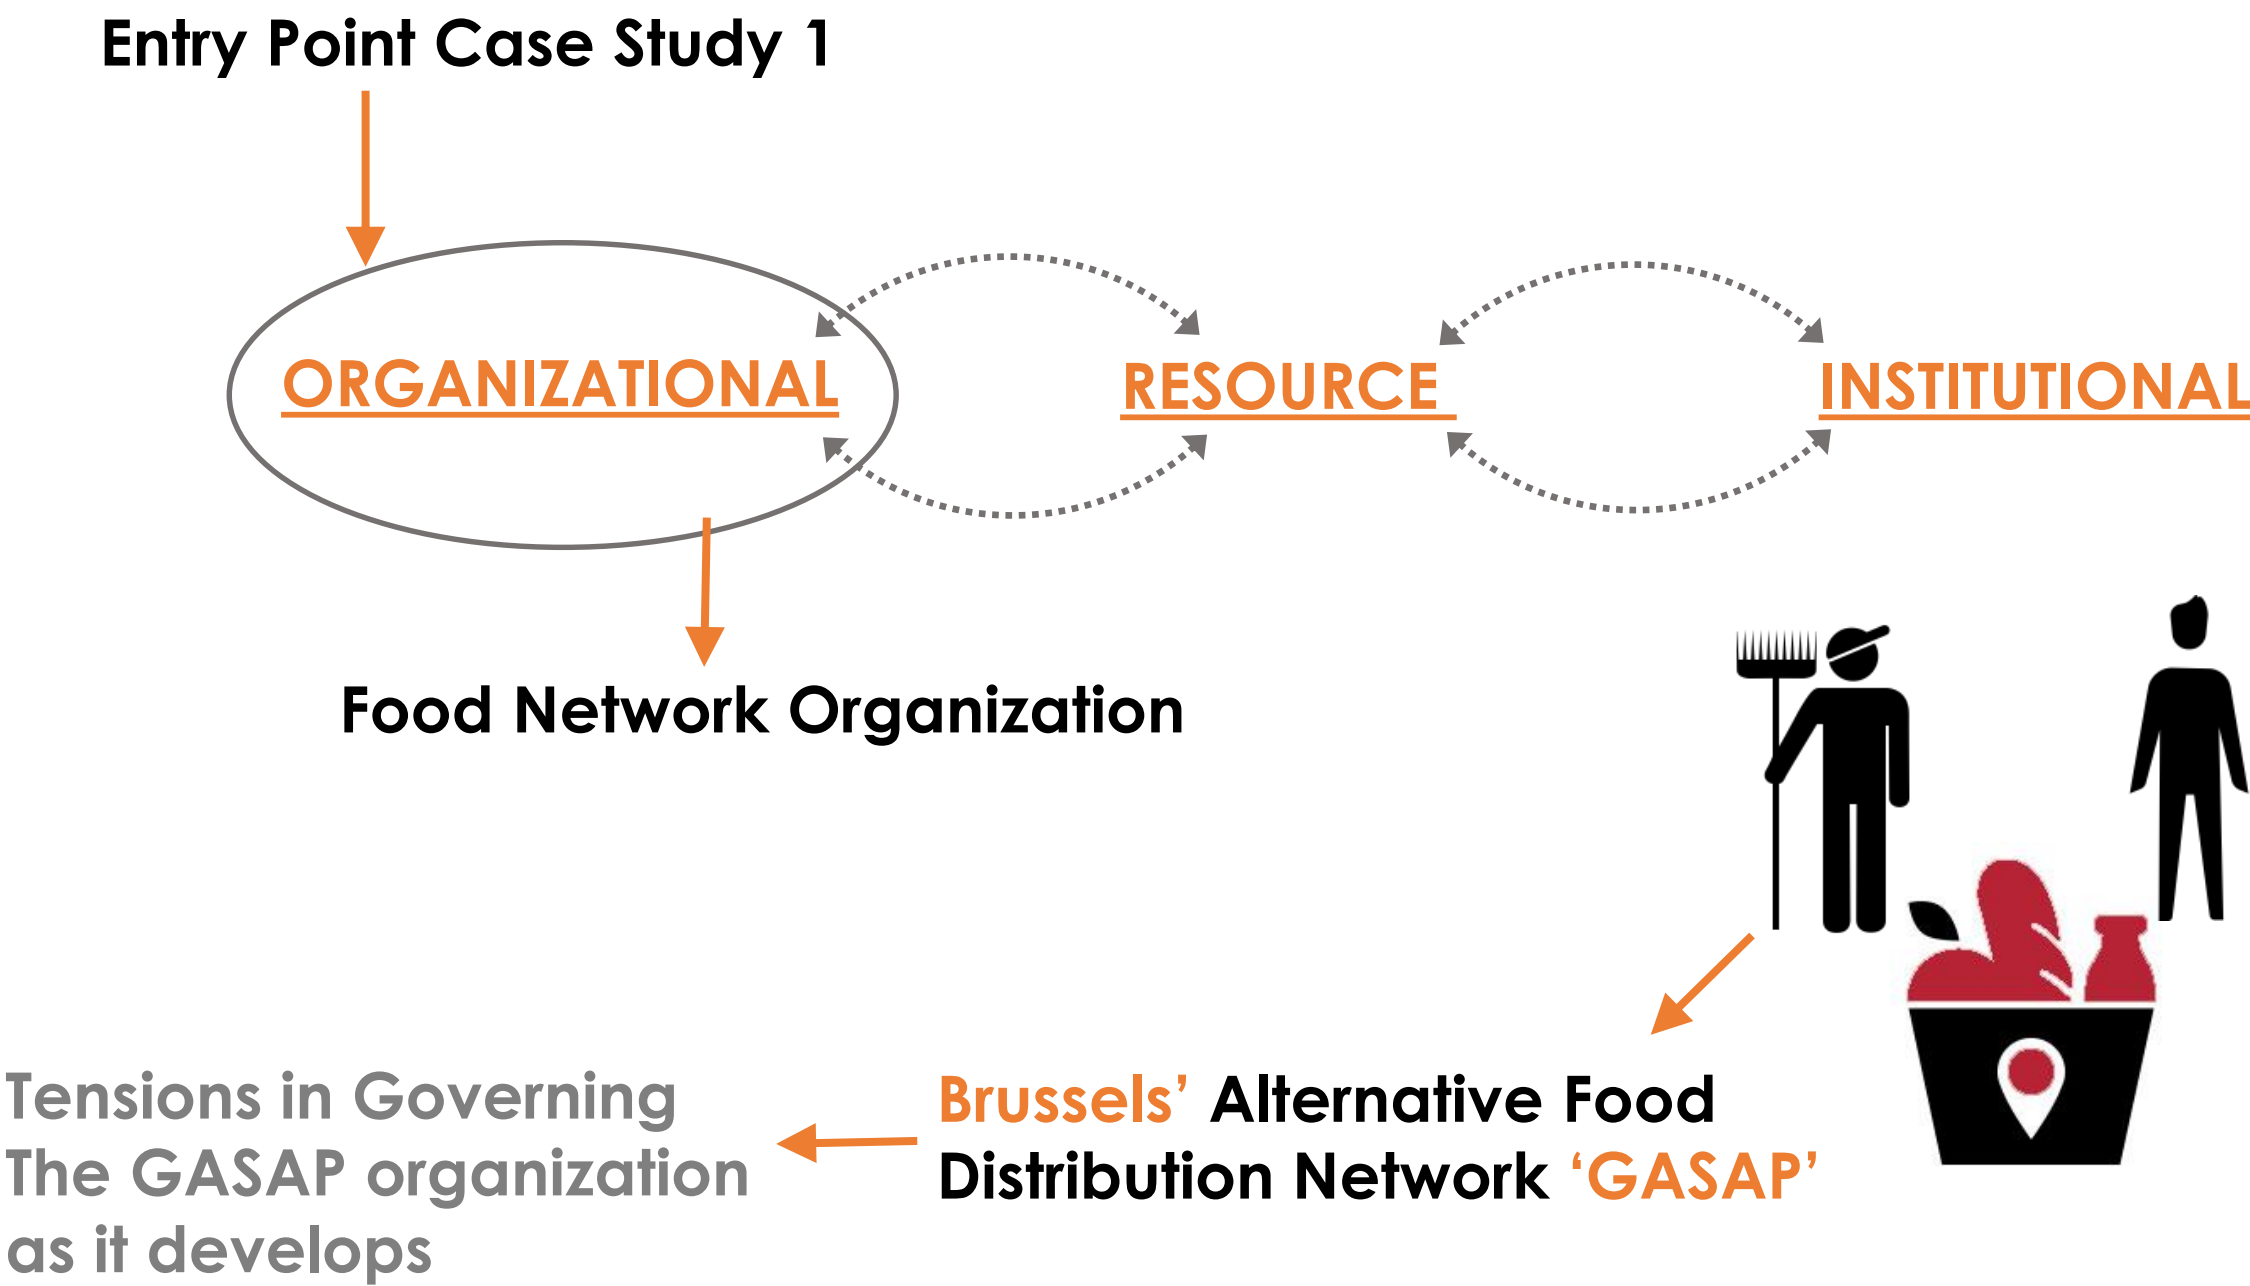 Entry Point Case Study 1
ORGANIZATIONAL
RESOURCE
INSTITUTIONAL
Food Network Organization
Brussels’ Alternative Food
Distribution Network ‘GASAP’
Tensions in Governing
The GASAP organization
as it develops